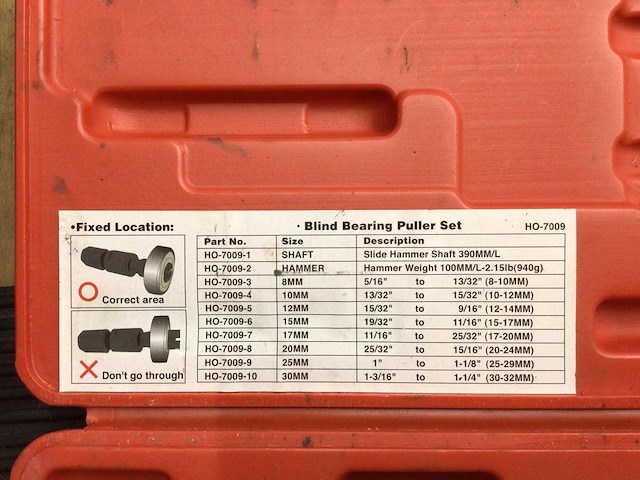 •Fixed Location:
Correct area
Don't go through
· Blind Bearing Puller Set HO-7009
Part No. Size Description
HO-7009-1 SHAFT Slide Hammer Shaft 390MM/L
HO-7009-2 HAMMER Hammer Weight 100MM/L-2.15lb(940g)
HO-7009-3 8MM 5/16" to 13/32" (8-10MM)
HO-7009-4 10MM 13/32" to 15/32" (10-12MM)
HO-7009-5 12MM 15/32" to 9/16" (12-14MM)
HO-7009-6 15MM 19/32" to 11/16" (15-17MM)
HO-7009-7 17MM 11/16" to 25/32" (17-20MM)
HO-7009-8 20MM 25/32" to 15/16" (20-24MM)
HO-7009-9 25MM 1" to 1-1/8" (25-29MM)
HO-7009-10 30MM 1-3/16" to 1-1/4" (30-32MM)